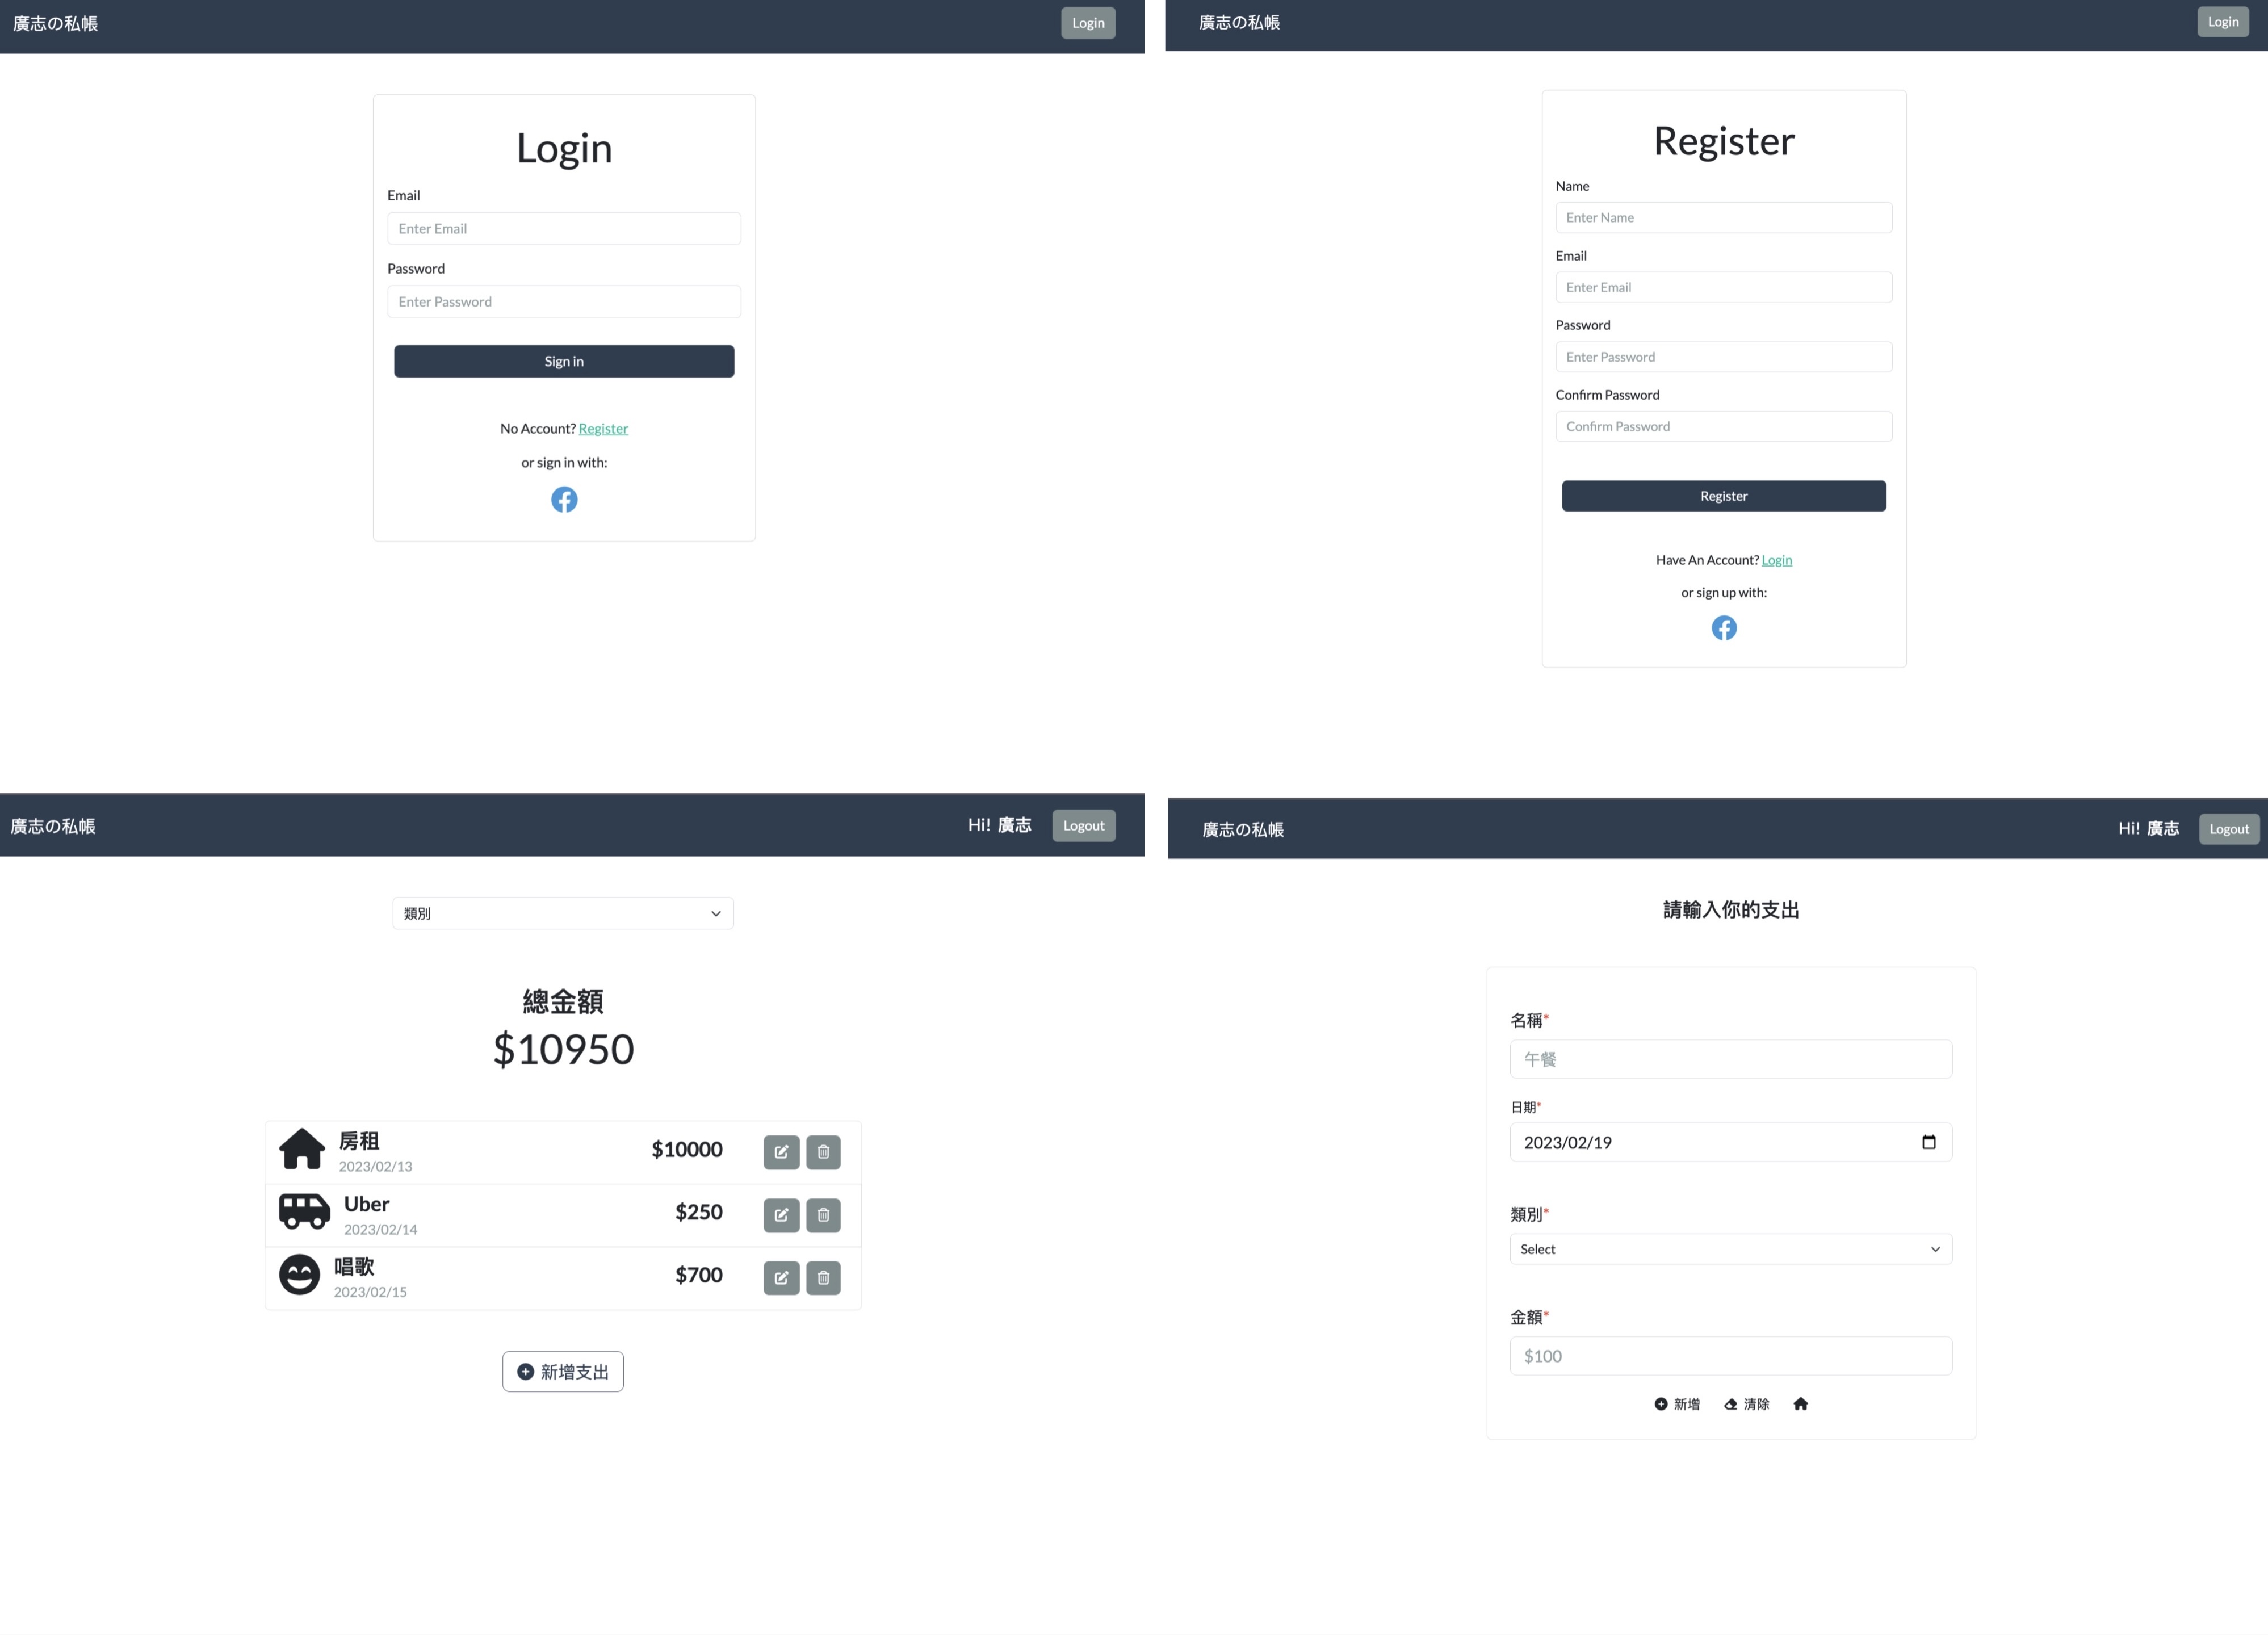 廣志の私帳
Login
Login
Email
Enter Email
Password
Enter Password
Sign in
No Account? Register
or sign in with:
廣志の私帳
Login
Register
Name
Enter Name
Email
Enter Email
Password
Enter Password
Confirm Password
Confirm Password
Register
Have An Account? Login
or sign up with:
廣志の私帳
Hi! 廣志
Logout
類別
總金額
$10950
房租
2023/02/13
$10000
Uber
2023/02/14
$250
唱歌
2023/02/15
$700
新增支出
廣志の私帳
Hi! 廣志
Logout
請輸入你的支出
名稱*
午餐
日期*
2023/02/19
類別*
Select
金額*
$100
新增 清除